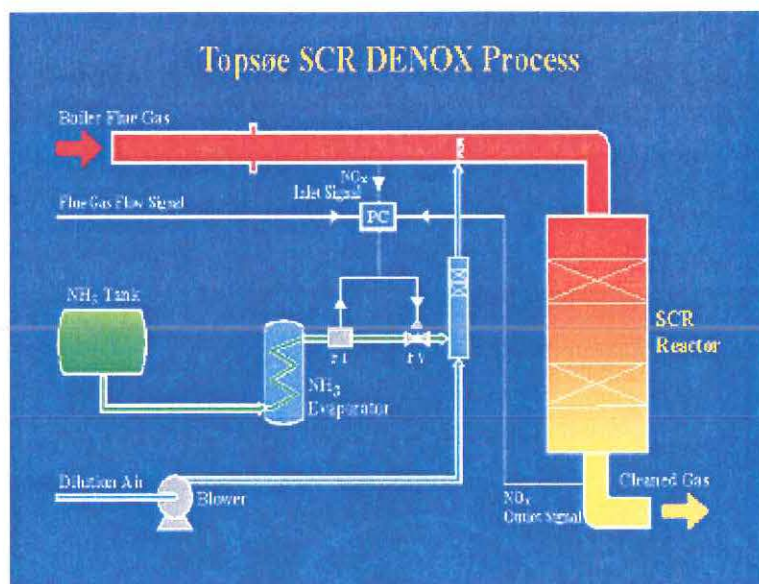 Topsøe SCR DENOX Process
Boiler Flue Gas
NOx
Inlet Signal
Flue Gas Flow Signal
PC
NH3 Tank
SCR
Reactor
NH3
Evaporator
Dilution Air
Blower
Cleaned Gas
NOx
Outlet Signal